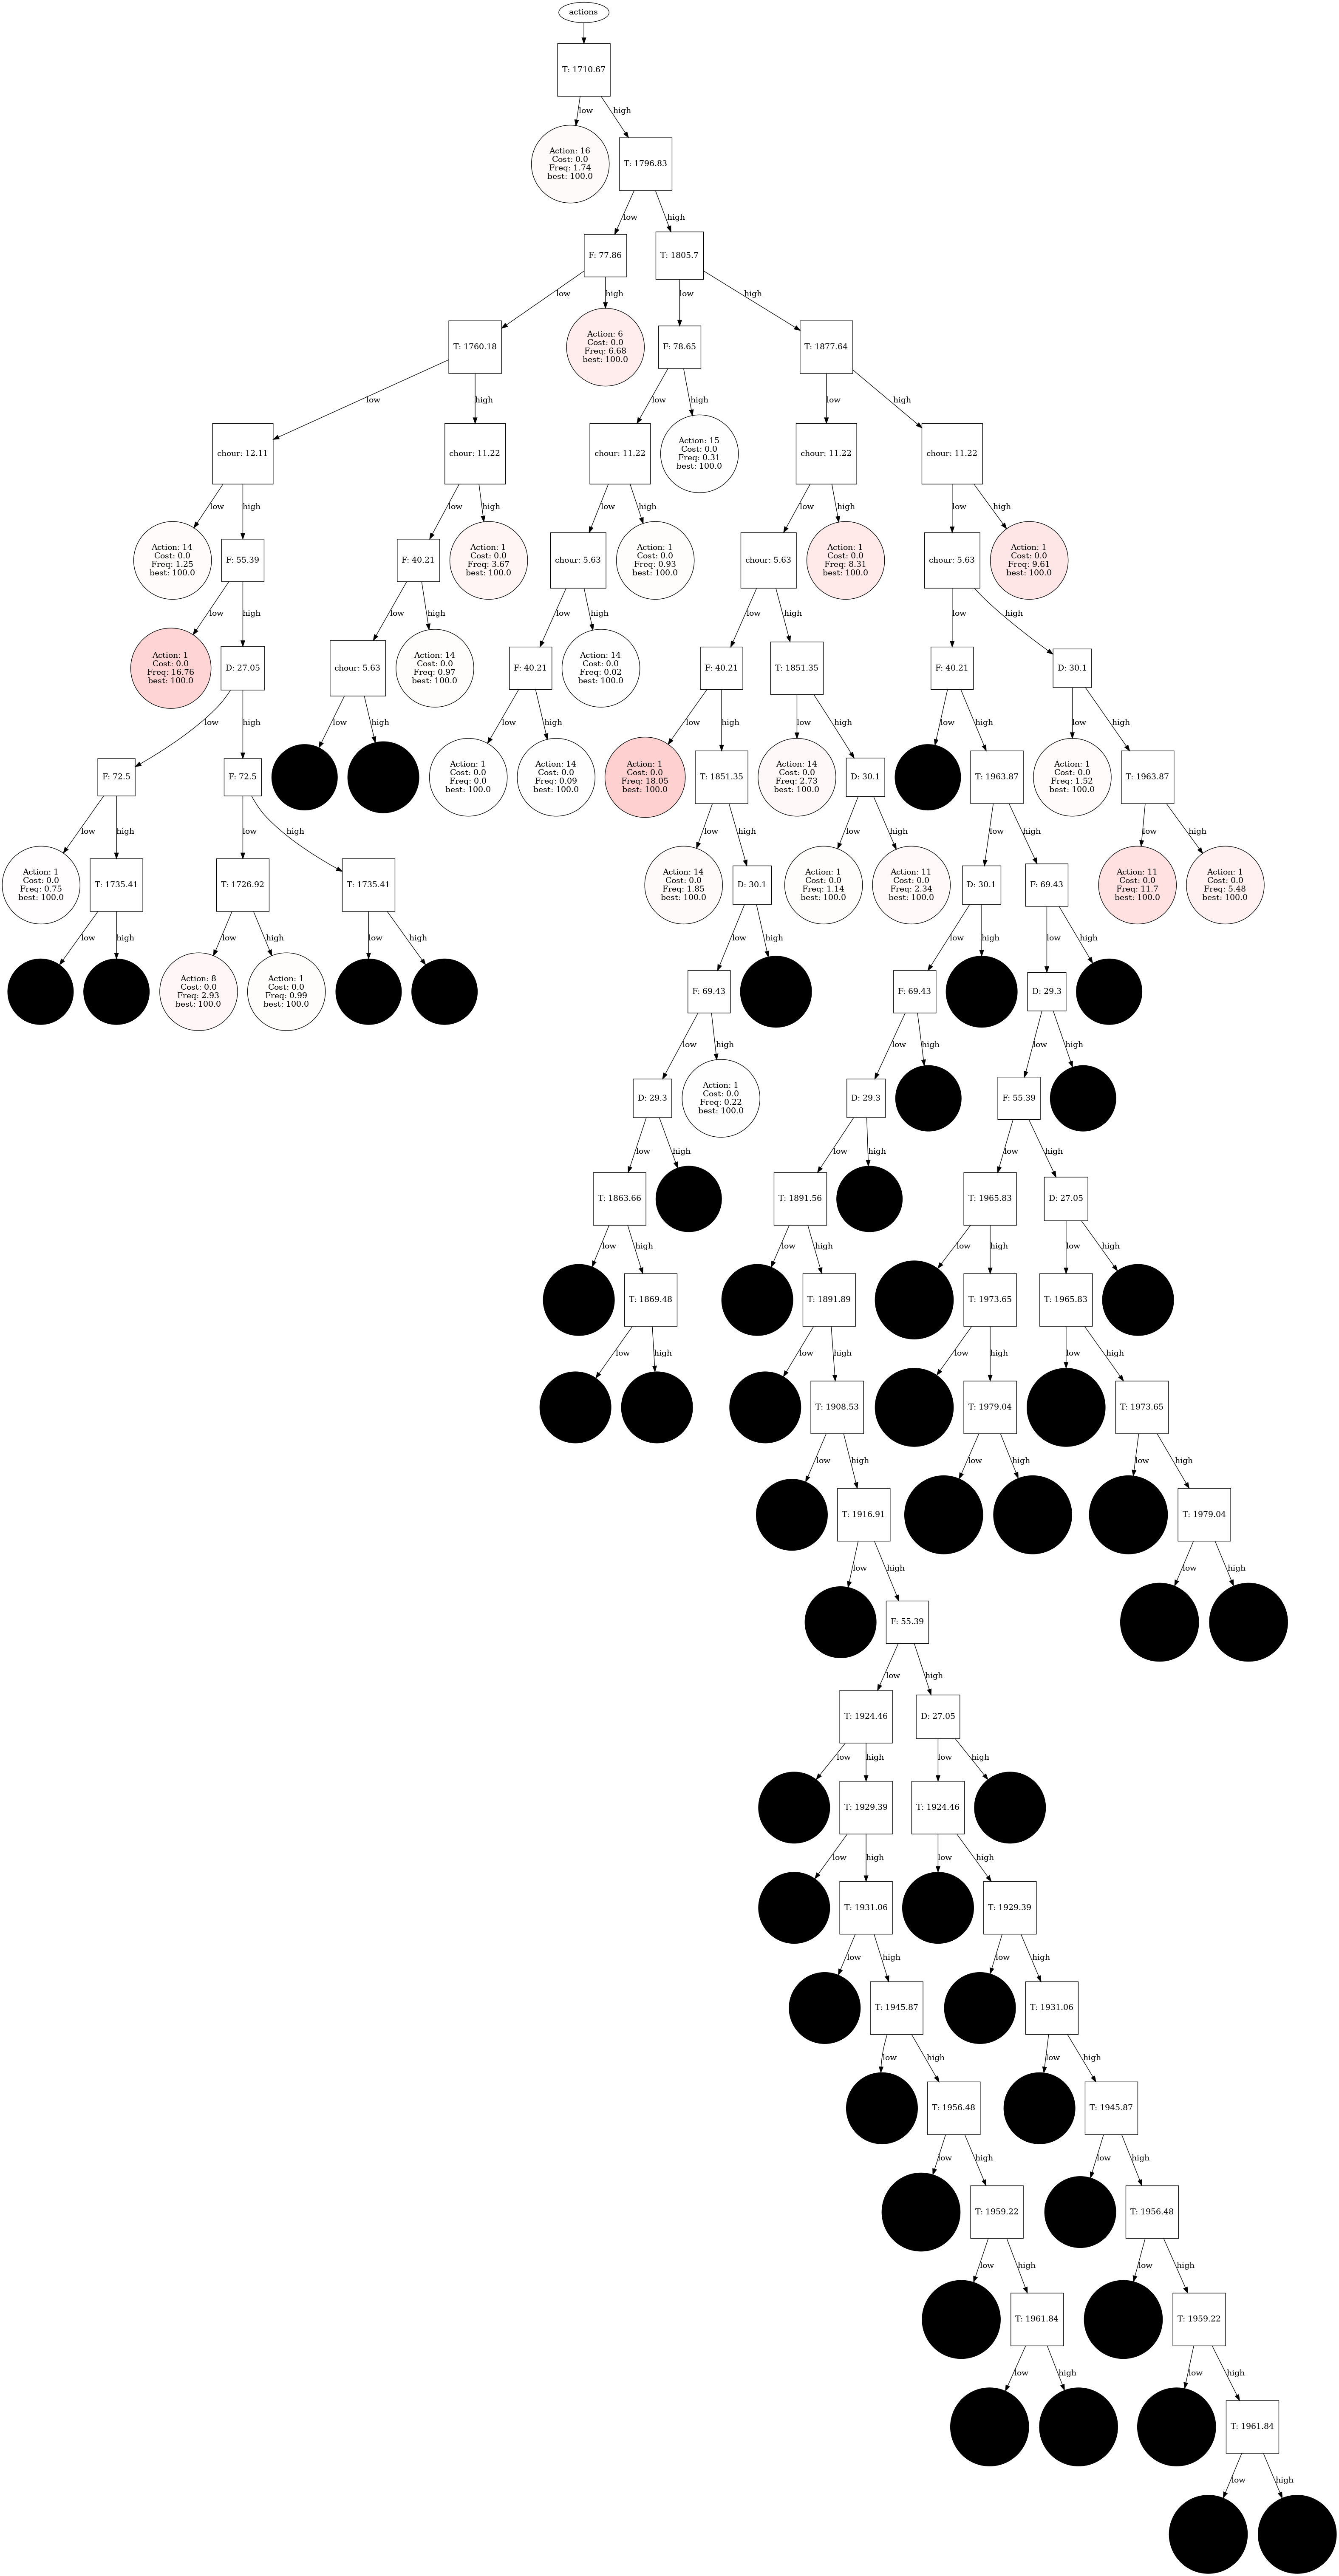 actions
T: 1710.67
low
high
Action: 16
Cost: 0.0
Freq: 1.74
best: 100.0
T: 1796.83
low
high
F: 77.86
T: 1805.7
low
high
low
high
T: 1760.18
Action: 6
Cost: 0.0
Freq: 6.68
best: 100.0
F: 78.65
T: 1877.64
low
high
low
high
low
high
chour: 12.11
chour: 11.22
chour: 11.22
Action: 15
Cost: 0.0
Freq: 0.31
best: 100.0
chour: 11.22
chour: 11.22
low
high
low
high
low
high
low
high
low
high
Action: 14
Cost: 0.0
Freq: 1.25
best: 100.0
F: 55.39
F: 40.21
Action: 1
Cost: 0.0
Freq: 3.67
best: 100.0
chour: 5.63
Action: 1
Cost: 0.0
Freq: 0.93
best: 100.0
chour: 5.63
Action: 1
Cost: 0.0
Freq: 8.31
best: 100.0
chour: 5.63
Action: 1
Cost: 0.0
Freq: 9.61
best: 100.0
low
high
low
high
low
high
low
high
low
high
Action: 1
Cost: 0.0
Freq: 16.76
best: 100.0
D: 27.05
chour: 5.63
Action: 14
Cost: 0.0
Freq: 0.97
best: 100.0
F: 40.21
Action: 14
Cost: 0.0
Freq: 0.02
best: 100.0
F: 40.21
T: 1851.35
F: 40.21
D: 30.1
low
high
low
high
low
high
low
high
low
high
low
high
low
high
F: 72.5
F: 72.5
Action: 1
Cost: 0.0
Freq: 0.0
best: 100.0
Action: 14
Cost: 0.0
Freq: 0.09
best: 100.0
Action: 1
Cost: 0.0
Freq: 18.05
best: 100.0
T: 1851.35
Action: 14
Cost: 0.0
Freq: 2.73
best: 100.0
D: 30.1
T: 1963.87
Action: 1
Cost: 0.0
Freq: 1.52
best: 100.0
T: 1963.87
low
high
low
high
low
high
low
high
low
high
low
high
Action: 1
Cost: 0.0
Freq: 0.75
best: 100.0
T: 1735.41
T: 1726.92
T: 1735.41
Action: 14
Cost: 0.0
Freq: 1.85
best: 100.0
D: 30.1
Action: 1
Cost: 0.0
Freq: 1.14
best: 100.0
Action: 11
Cost: 0.0
Freq: 2.34
best: 100.0
D: 30.1
F: 69.43
Action: 11
Cost: 0.0
Freq: 11.7
best: 100.0
Action: 1
Cost: 0.0
Freq: 5.48
best: 100.0
low
high
low
high
low
high
low
high
low
high
low
high
Action: 8
Cost: 0.0
Freq: 2.93
best: 100.0
Action: 1
Cost: 0.0
Freq: 0.99
best: 100.0
F: 69.43
F: 69.43
D: 29.3
low
high
low
high
low
high
D: 29.3
Action: 1
Cost: 0.0
Freq: 0.22
best: 100.0
D: 29.3
F: 55.39
low
high
low
high
low
high
T: 1863.66
T: 1891.56
T: 1965.83
D: 27.05
low
high
low
high
low
high
low
high
T: 1869.48
T: 1891.89
T: 1973.65
T: 1965.83
low
high
low
high
low
high
low
high
T: 1908.53
T: 1979.04
T: 1973.65
low
high
low
high
low
high
T: 1916.91
T: 1979.04
low
high
low
high
F: 55.39
low
high
T: 1924.46
D: 27.05
low
high
low
high
T: 1929.39
T: 1924.46
low
high
low
high
T: 1931.06
T: 1929.39
low
high
low
high
T: 1945.87
T: 1931.06
low
high
low
high
T: 1956.48
T: 1945.87
low
high
low
high
T: 1959.22
T: 1956.48
low
high
low
high
T: 1961.84
T: 1959.22
low
high
low
high
T: 1961.84
low
high